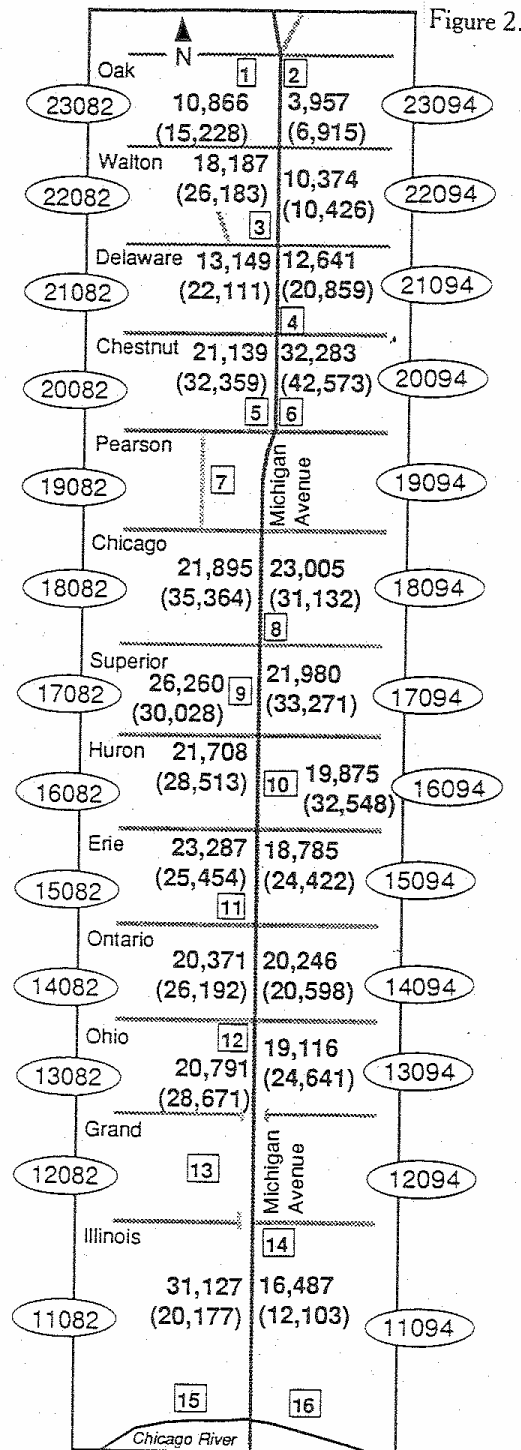 Figure 2.
N
Oak
1 2
23082 10,866 3,957 23094
(15,228) (6,915)
Walton 18,187 10,374
22082 (26,183) (10,426) 22094
3
Delaware 13,149 12,641
21082 (22,111) (20,859) 21094
4
Chestnut 21,139 32,283
20082 (32,359) (42,573) 20094
5 6
Pearson
19082 7 Michigan Avenue 19094
Chicago
21,895 23,005
18082 (35,364) (31,132) 18094
8
Superior
17082 26,260 9 21,980 17094
(30,028) (33,271)
Huron 21,708
16082 (28,513) 10 19,875 16094
(32,548)
Erie 23,287 18,785
15082 (25,454) (24,422) 15094
11
Ontario
20,371 20,246
14082 (26,192) (20,598) 14094
Ohio 12
13082 20,791 19,116 13094
(28,671) (24,641)
Grand
12082 13 Michigan Avenue 12094
Illinois
14
31,127 16,487
11082 (20,177) (12,103) 11094
15 16
Chicago River